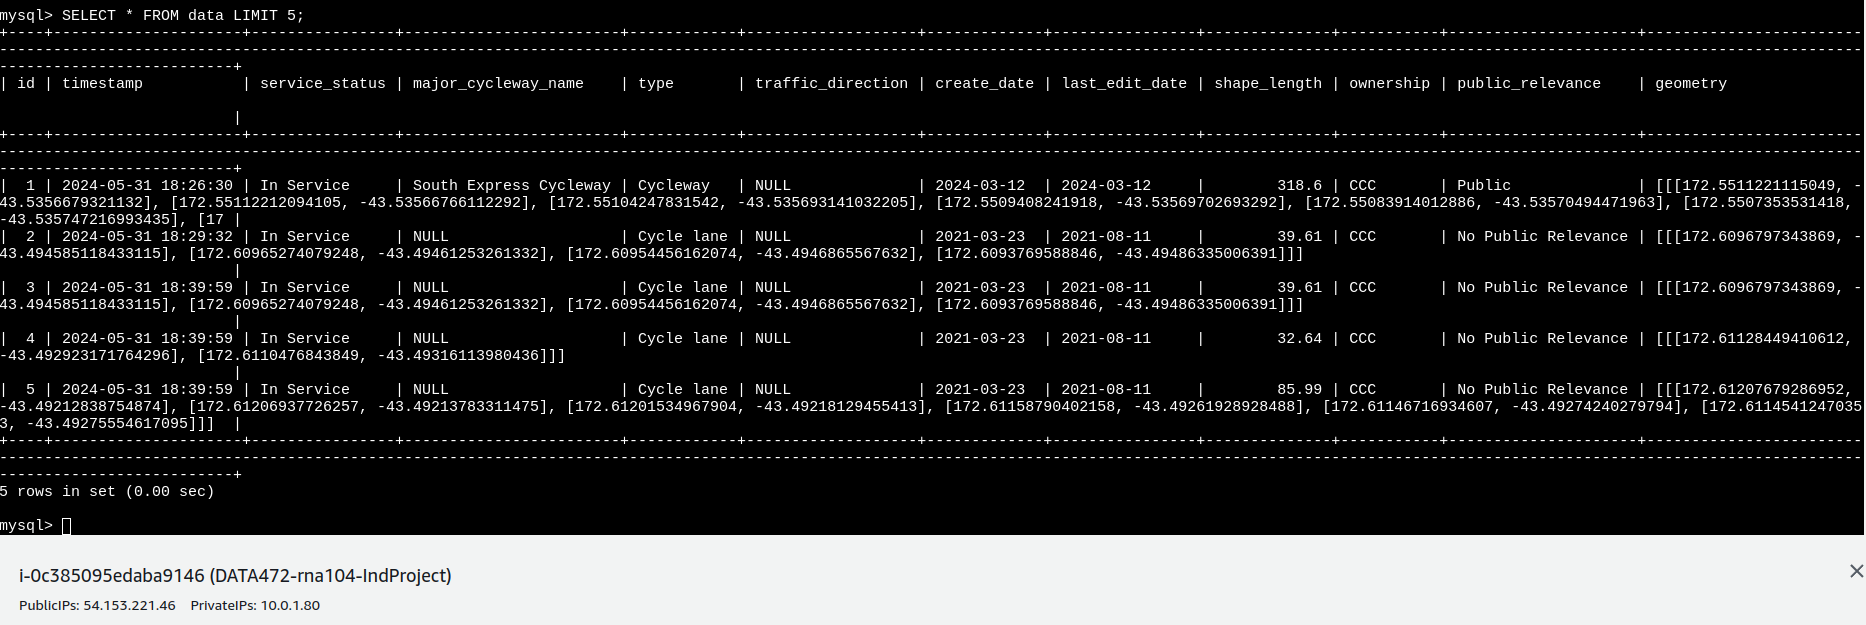 mysql> SELECT * FROM data LIMIT 5;
+----+---------------------+----------------+------------------------+------------+-------------------+-------------+----------------+--------------+-----------+---------------------+------------------------
---------------------------------------------------------------------------------------------------------------------------------------------------------------------------------------------------------------
--------------------------+
| id | timestamp           | service_status | major_cycleway_name    | type       | traffic_direction | create_date | last_edit_date | shape_length | ownership | public_relevance    | geometry
                          |
+----+---------------------+----------------+------------------------+------------+-------------------+-------------+----------------+--------------+-----------+---------------------+------------------------
---------------------------------------------------------------------------------------------------------------------------------------------------------------------------------------------------------------
--------------------------+
|  1 | 2024-05-31 18:26:30 | In Service     | South Express Cycleway | Cycleway   | NULL              | 2024-03-12  | 2024-03-12     |        318.6 | CCC       | Public              | [[[172.5511221115049, -
43.5356679321132], [172.55112212094105, -43.53566766112292], [172.55104247831542, -43.535693141032205], [172.5509408241918, -43.53569702693292], [172.55083914012886, -43.53570494471963], [172.5507353531418,
-43.535747216993435], [17 |
|  2 | 2024-05-31 18:29:32 | In Service     | NULL                   | Cycle lane | NULL              | 2021-03-23  | 2021-08-11     |        39.61 | CCC       | No Public Relevance | [[[172.6096797343869, -
43.494585118433115], [172.60965274079248, -43.49461253261332], [172.60954456162074, -43.4946865567632], [172.6093769588846, -43.49486335006391]]]
                          |
|  3 | 2024-05-31 18:39:59 | In Service     | NULL                   | Cycle lane | NULL              | 2021-03-23  | 2021-08-11     |        39.61 | CCC       | No Public Relevance | [[[172.6096797343869, -
43.494585118433115], [172.60965274079248, -43.49461253261332], [172.60954456162074, -43.4946865567632], [172.6093769588846, -43.49486335006391]]]
                          |
|  4 | 2024-05-31 18:39:59 | In Service     | NULL                   | Cycle lane | NULL              | 2021-03-23  | 2021-08-11     |        32.64 | CCC       | No Public Relevance | [[[172.61128449410612,
-43.492923171764296], [172.6110476843849, -43.49316113980436]]]
                          |
|  5 | 2024-05-31 18:39:59 | In Service     | NULL                   | Cycle lane | NULL              | 2021-03-23  | 2021-08-11     |        85.99 | CCC       | No Public Relevance | [[[172.61207679286952,
-43.49212838754874], [172.61206937726257, -43.49213783311475], [172.61201534967904, -43.49218129455413], [172.61158790402158, -43.49261928928488], [172.61146716934607, -43.49274240279794], [172.6114541247035
3, -43.49275554617095]]]  |
+----+---------------------+----------------+------------------------+------------+-------------------+-------------+----------------+--------------+-----------+---------------------+------------------------
---------------------------------------------------------------------------------------------------------------------------------------------------------------------------------------------------------------
--------------------------+
5 rows in set (0.00 sec)
mysql>
i-0c385095edaba9146 (DATA472-rna104-IndProject)
PublicIPs: 54.153.221.46 PrivateIPs: 10.0.1.80